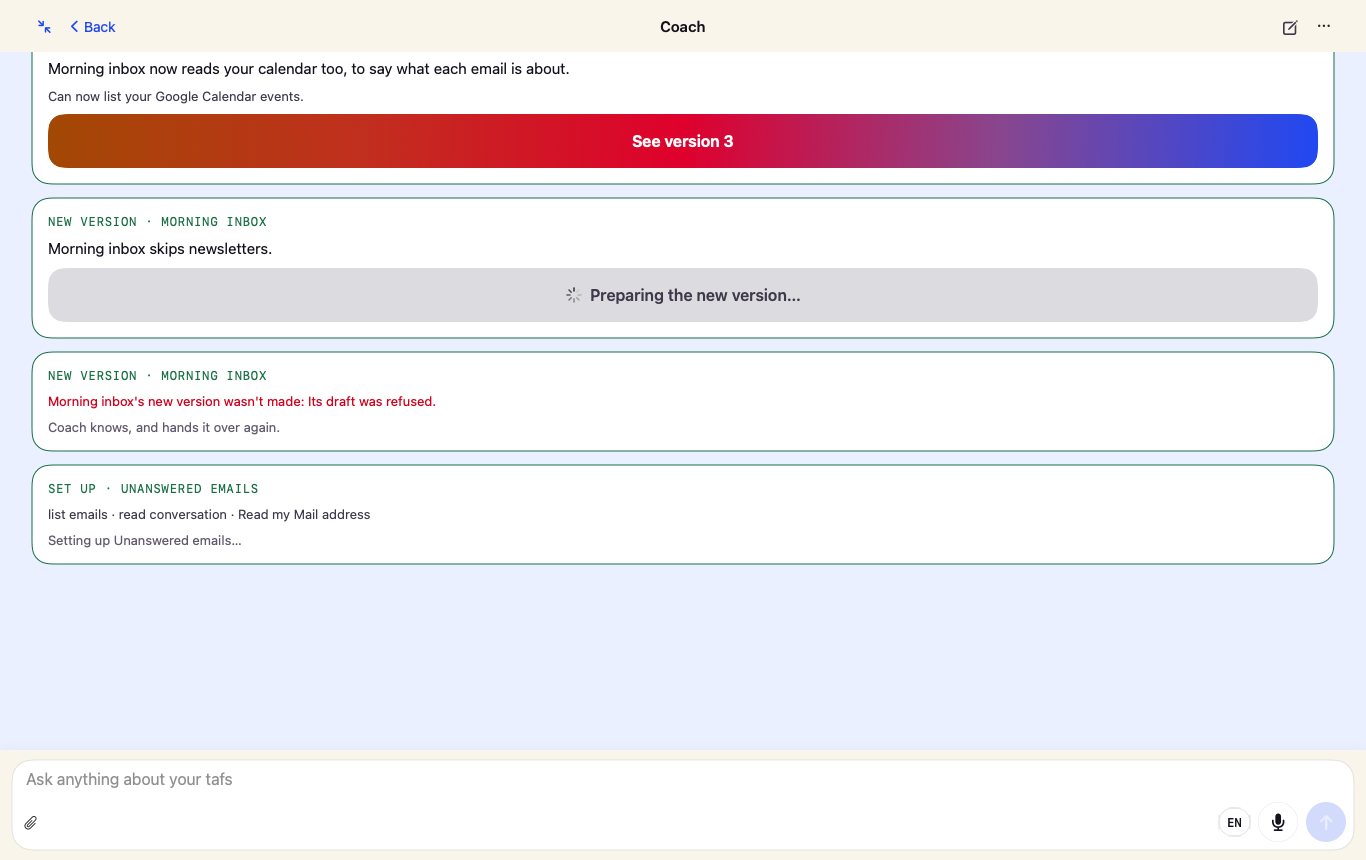 Back
Coach
Morning inbox now reads your calendar too, to say what each email is about.
Can now list your Google Calendar events.
See version 3
NEW VERSION · MORNING INBOX
Morning inbox skips newsletters.
Preparing the new version...
NEW VERSION · MORNING INBOX
Morning inbox's new version wasn't made: Its draft was refused.
Coach knows, and hands it over again.
SET UP · UNANSWERED EMAILS
list emails · read conversation · Read my Mail address
Setting up Unanswered emails...
Ask anything about your tafs
EN